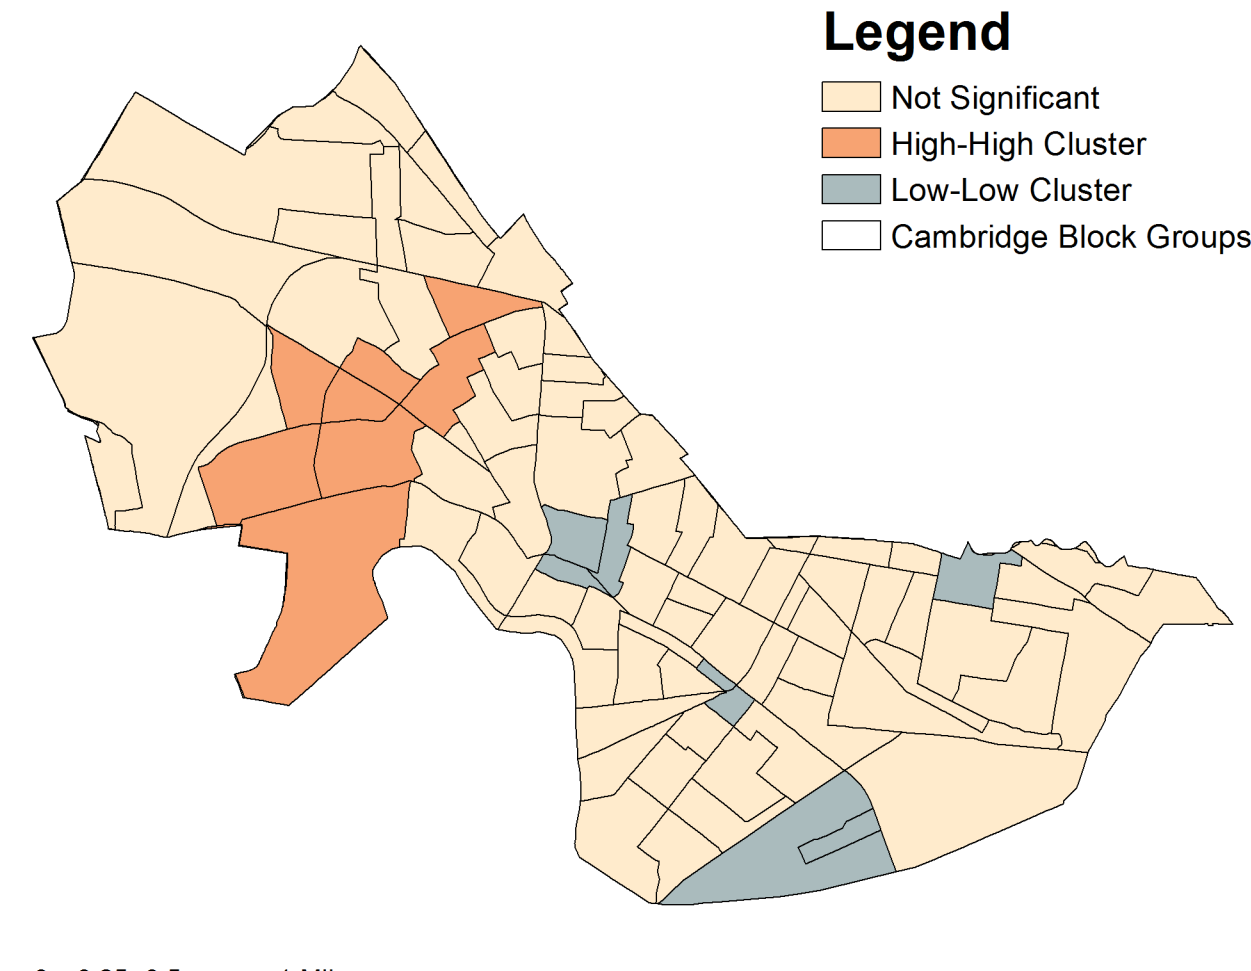 Legend
Not Significant
High-High Cluster
Low-Low Cluster
Cambridge Block Groups